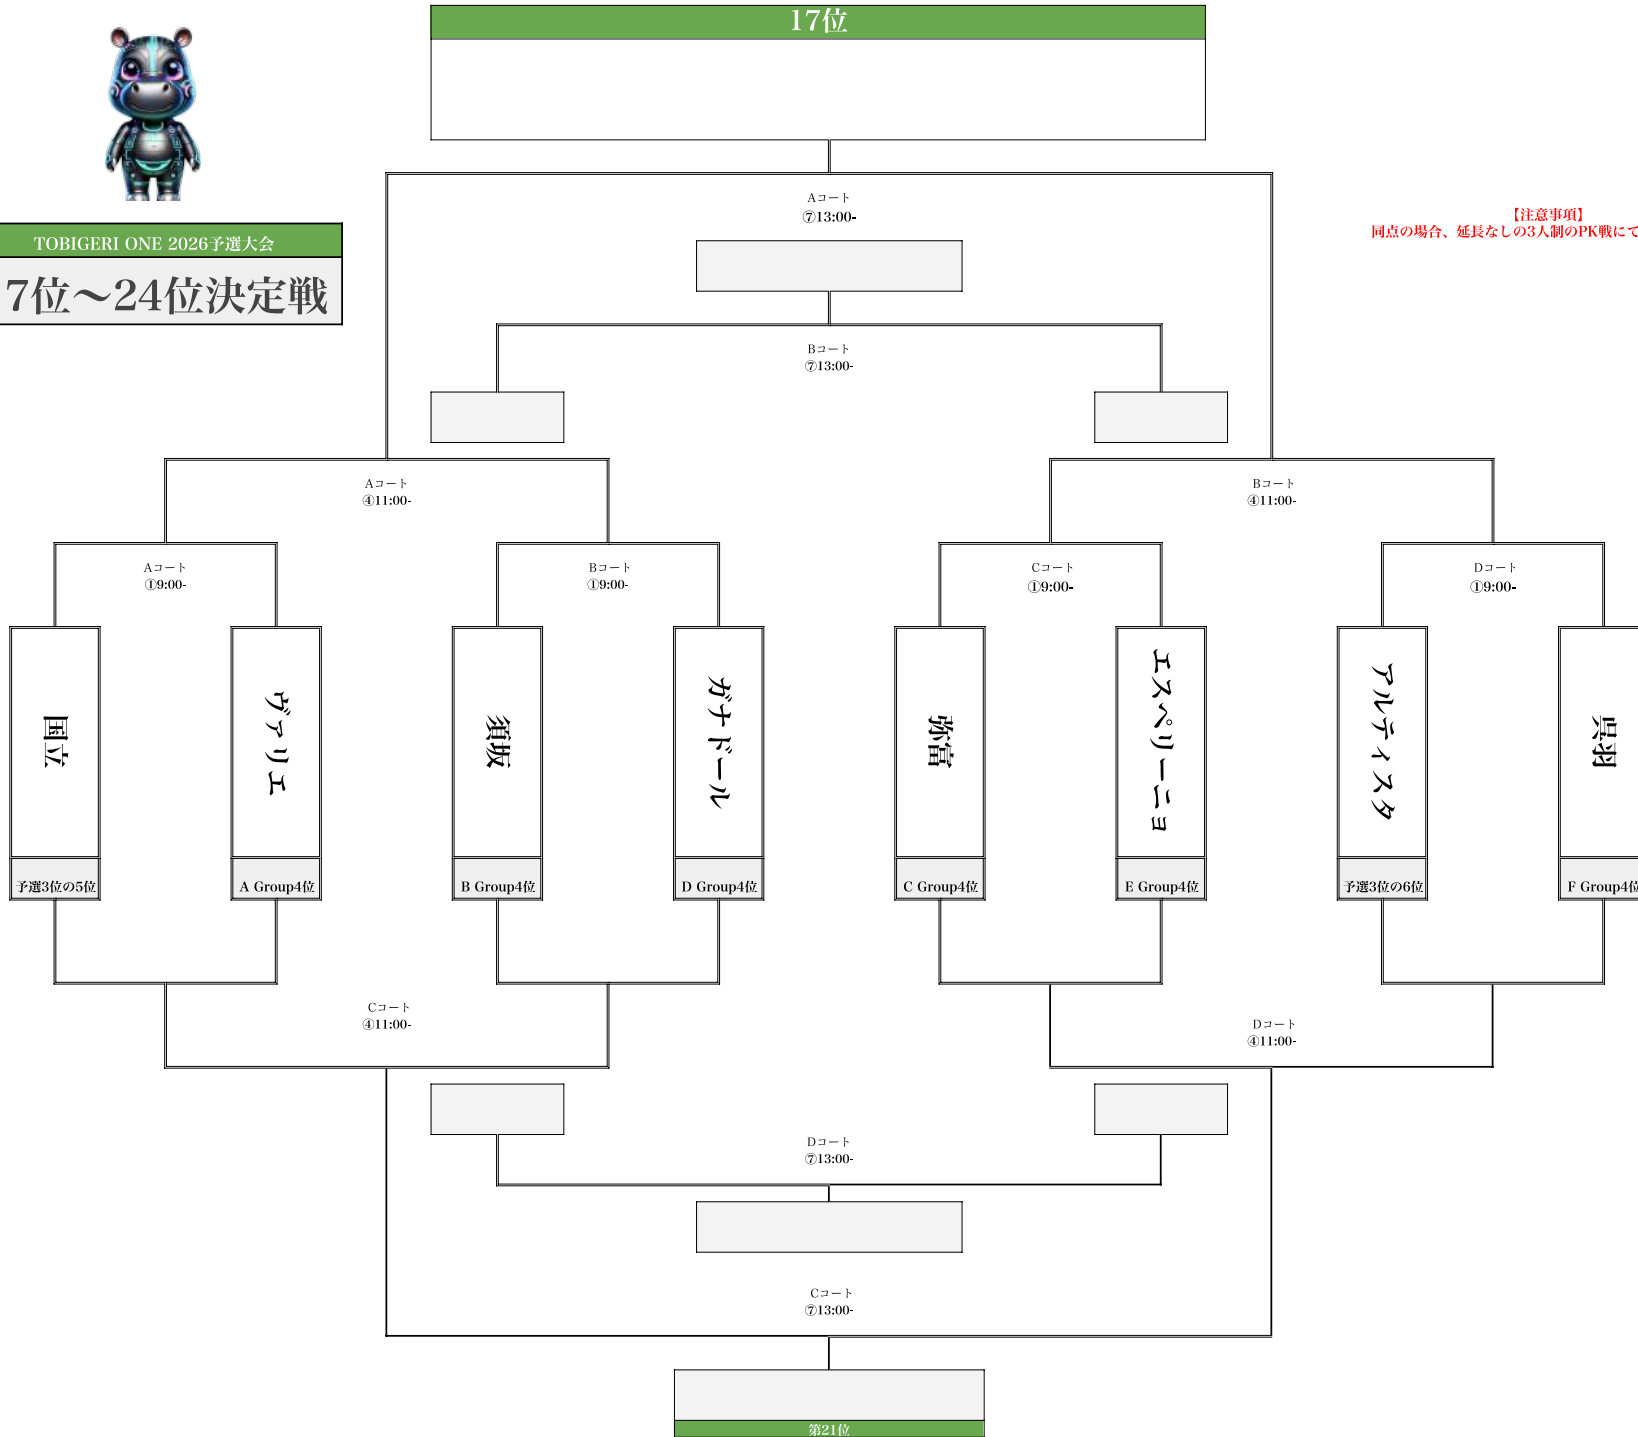 17位
Aコート
⑦13:00-
【注意事項】
同点の場合、延長なしの3人制のPK戦にて
TOBIGERI ONE 2026予選大会
7位〜24位決定戦
Bコート
⑦13:00-
Aコート
④11:00-
Bコート
④11:00-
Aコート
①9:00-
Bコート
①9:00-
Cコート
①9:00-
Dコート
①9:00-
国立
ヴァリエ
須坂
ガナドール
弥富
エスペリーニョ
アルティスタ
呉羽
予選3位の5位
A Group4位
B Group4位
D Group4位
C Group4位
E Group4位
予選3位の6位
F Group4位
Cコート
④11:00-
Dコート
④11:00-
Dコート
⑦13:00-
Cコート
⑦13:00-
第21位